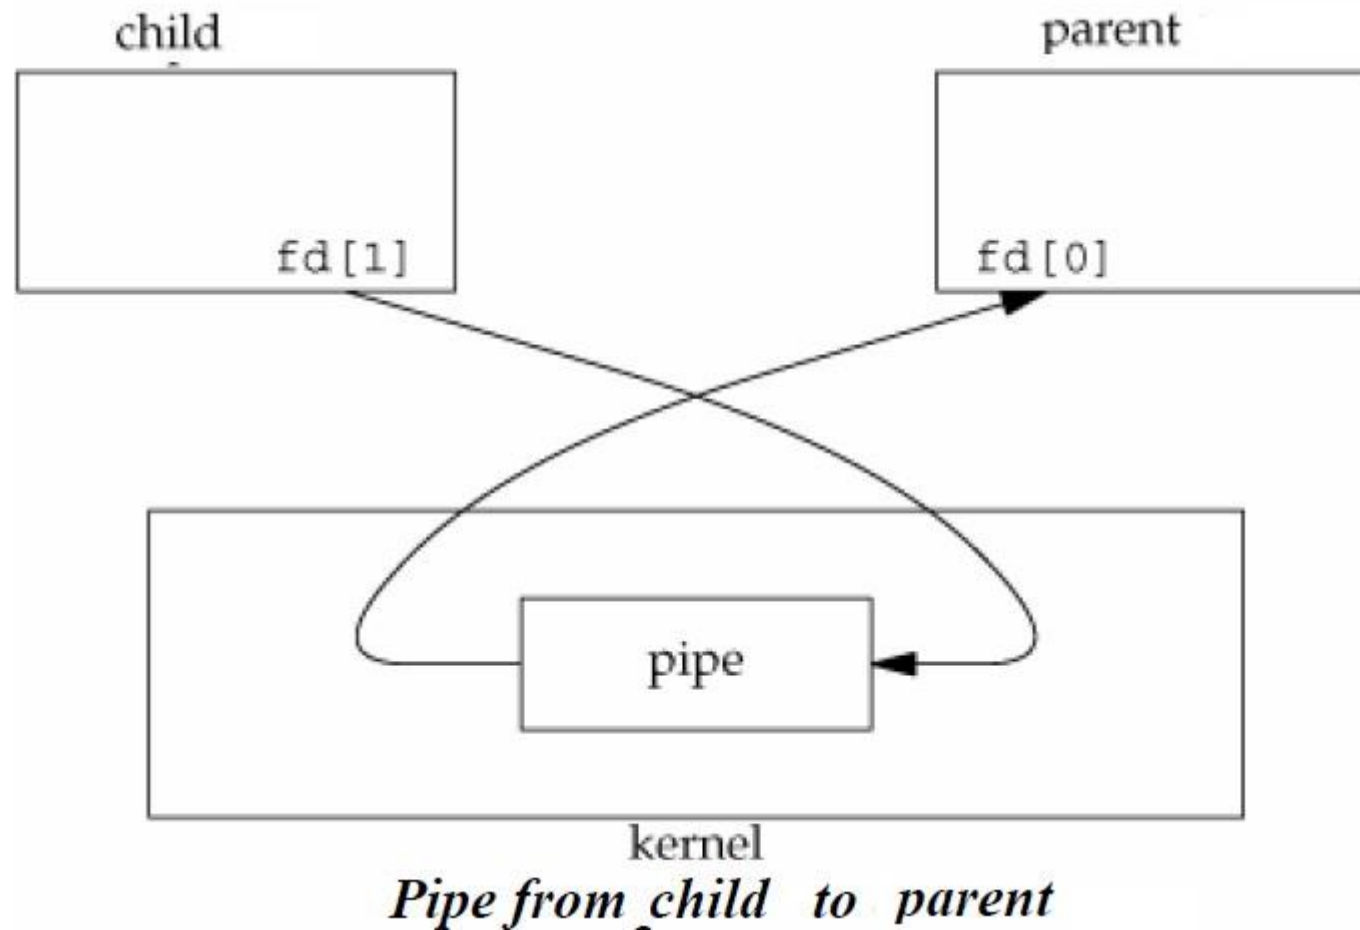 child parent
fd[1] fd[0]
pipe
kernel
Pipe from child to parent